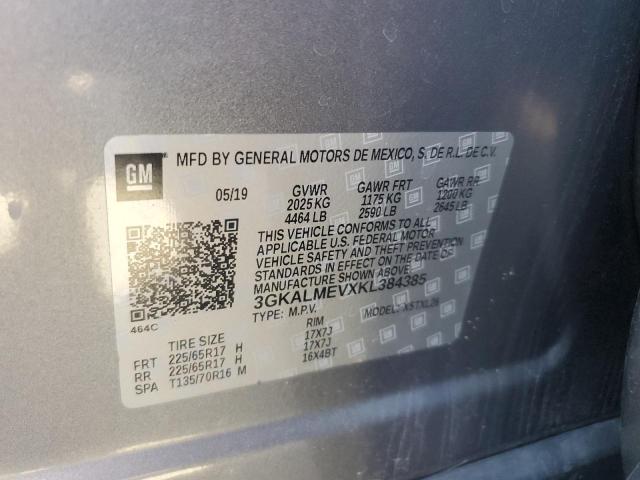 GM
MFD BY GENERAL MOTORS DE MEXICO, S. DE R.L. DE C.V.
05/19 GVWR GAWR FRT GAWR RR
2025 KG 1175 KG 1200 KG
4464 LB 2590 LB 2645 LB
THIS VEHICLE CONFORMS TO ALL
APPLICABLE U.S. FEDERAL MOTOR
VEHICLE SAFETY AND THEFT
PREVENTION STANDARDS IN
EFFECT ON THE DATE OF
MANUFACTURE SHOWN ABOVE.
3GKALMEVXKL384385
TYPE: M.P.V. MODEL: XSTXL26
464C
TIRE SIZE RIM
FRT 225/65R17 H 17X7J
RR 225/65R17 H 17X7J
SPA T135/70R16 M 16X4BT